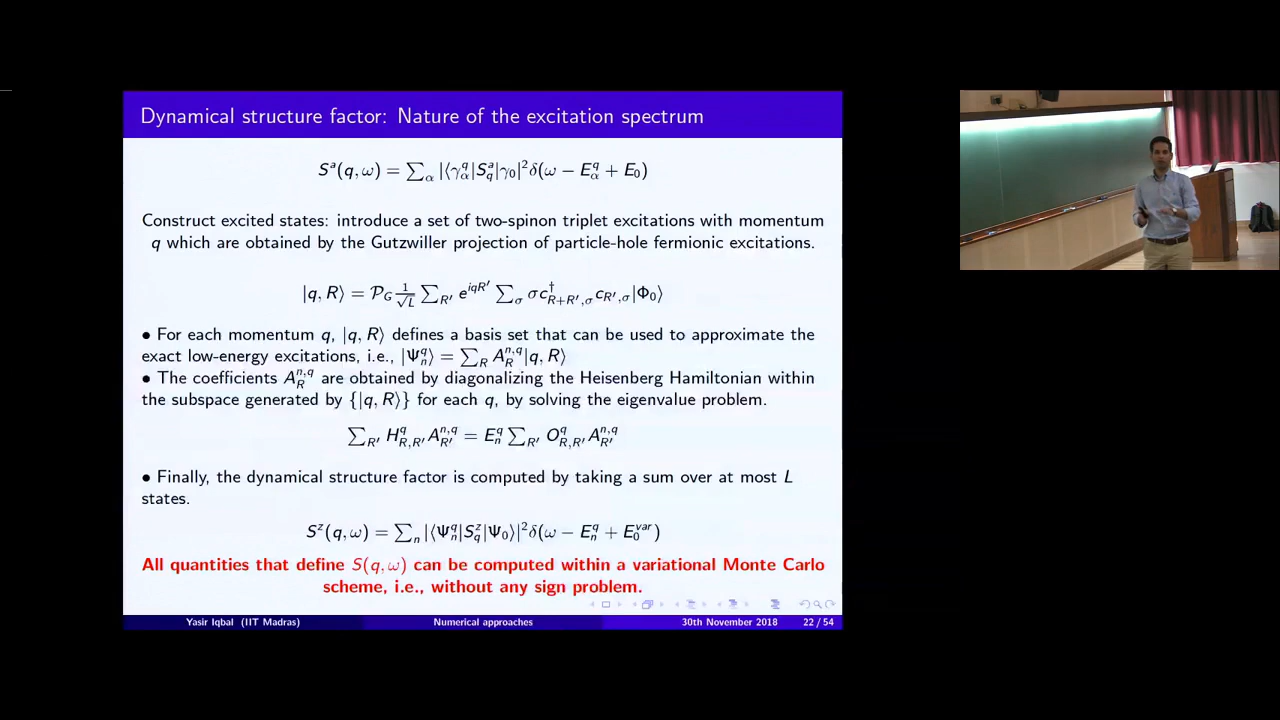 Dynamical structure factor: Nature of the excitation spectrum
Sᵃ(q, ω) = ∑_α |⟨γ_α^q|S_q^a|γ₀|²δ(ω − E_α^q + E₀)
Construct excited states: introduce a set of two-spinon triplet excitations with momentum
q which are obtained by the Gutzwiller projection of particle-hole fermionic excitations.
|q, R⟩ = 𝒫_G 1/√L ∑_R′ e^{iqR′} ∑_σ σc†_{R+R′,σ} c_{R′,σ}|Φ₀⟩
• For each momentum q, |q, R⟩ defines a basis set that can be used to approximate the
exact low-energy excitations, i.e., |Ψ_n^q⟩ = ∑_R A_R^{n,q}|q, R⟩
• The coefficients A_R^{n,q} are obtained by diagonalizing the Heisenberg Hamiltonian within
the subspace generated by {|q, R⟩} for each q, by solving the eigenvalue problem.
∑_R′ H^q_{R,R′} A^{n,q}_{R′} = E_n^q ∑_R′ O^q_{R,R′} A^{n,q}_{R′}
• Finally, the dynamical structure factor is computed by taking a sum over at most L
states.
S^z(q, ω) = ∑_n |⟨Ψ_n^q|S_q^z|Ψ₀⟩|²δ(ω − E_n^q + E₀^{var})
All quantities that define S(q, ω) can be computed within a variational Monte Carlo
scheme, i.e., without any sign problem.
Yasir Iqbal (IIT Madras) Numerical approaches 30th November 2018 22 / 54